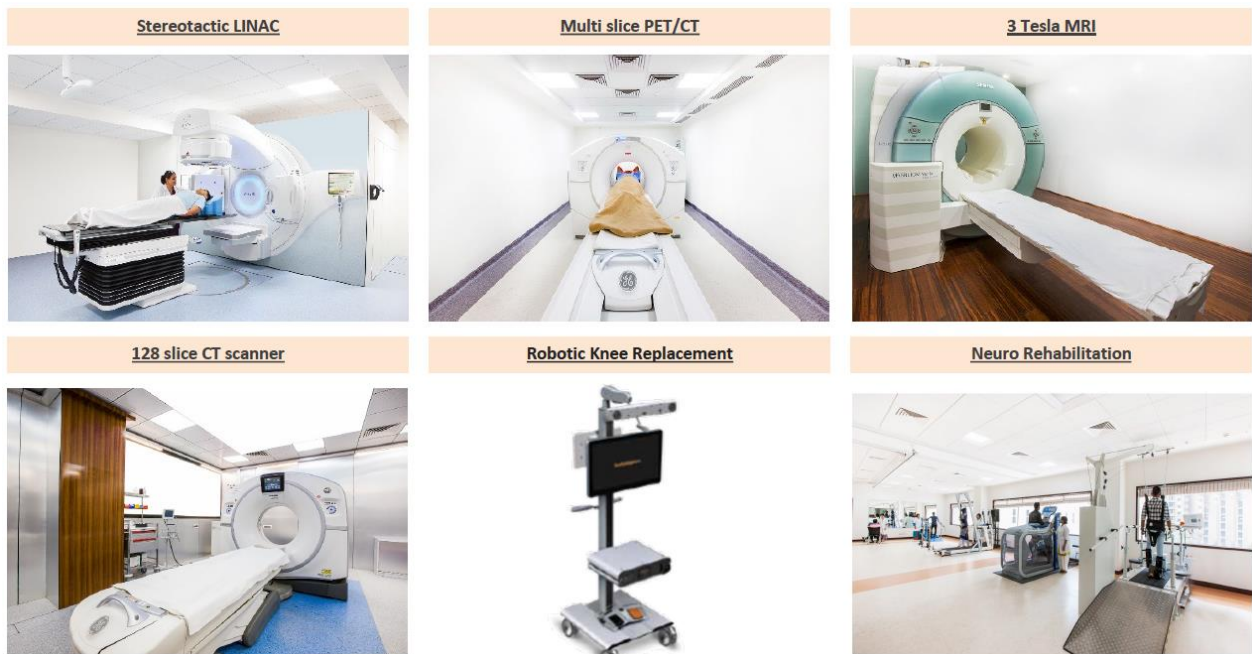 Stereotactic LINAC
Multi slice PET/CT
3 Tesla MRI
128 slice CT scanner
Robotic Knee Replacement
Neuro Rehabilitation